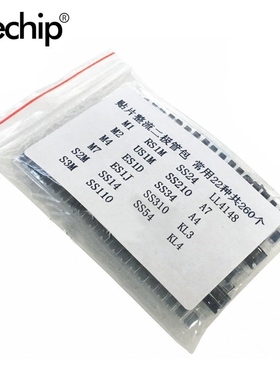 echip
贴片整流二极管包 常用22种共260个
M1 RS1M SS24 LL4148
M2 US1M SS210 A7
M4 ES1D SS34 A4
M7 ES1J SS310 KL3
S2M SS14 SS54 KL4
S3M SS110